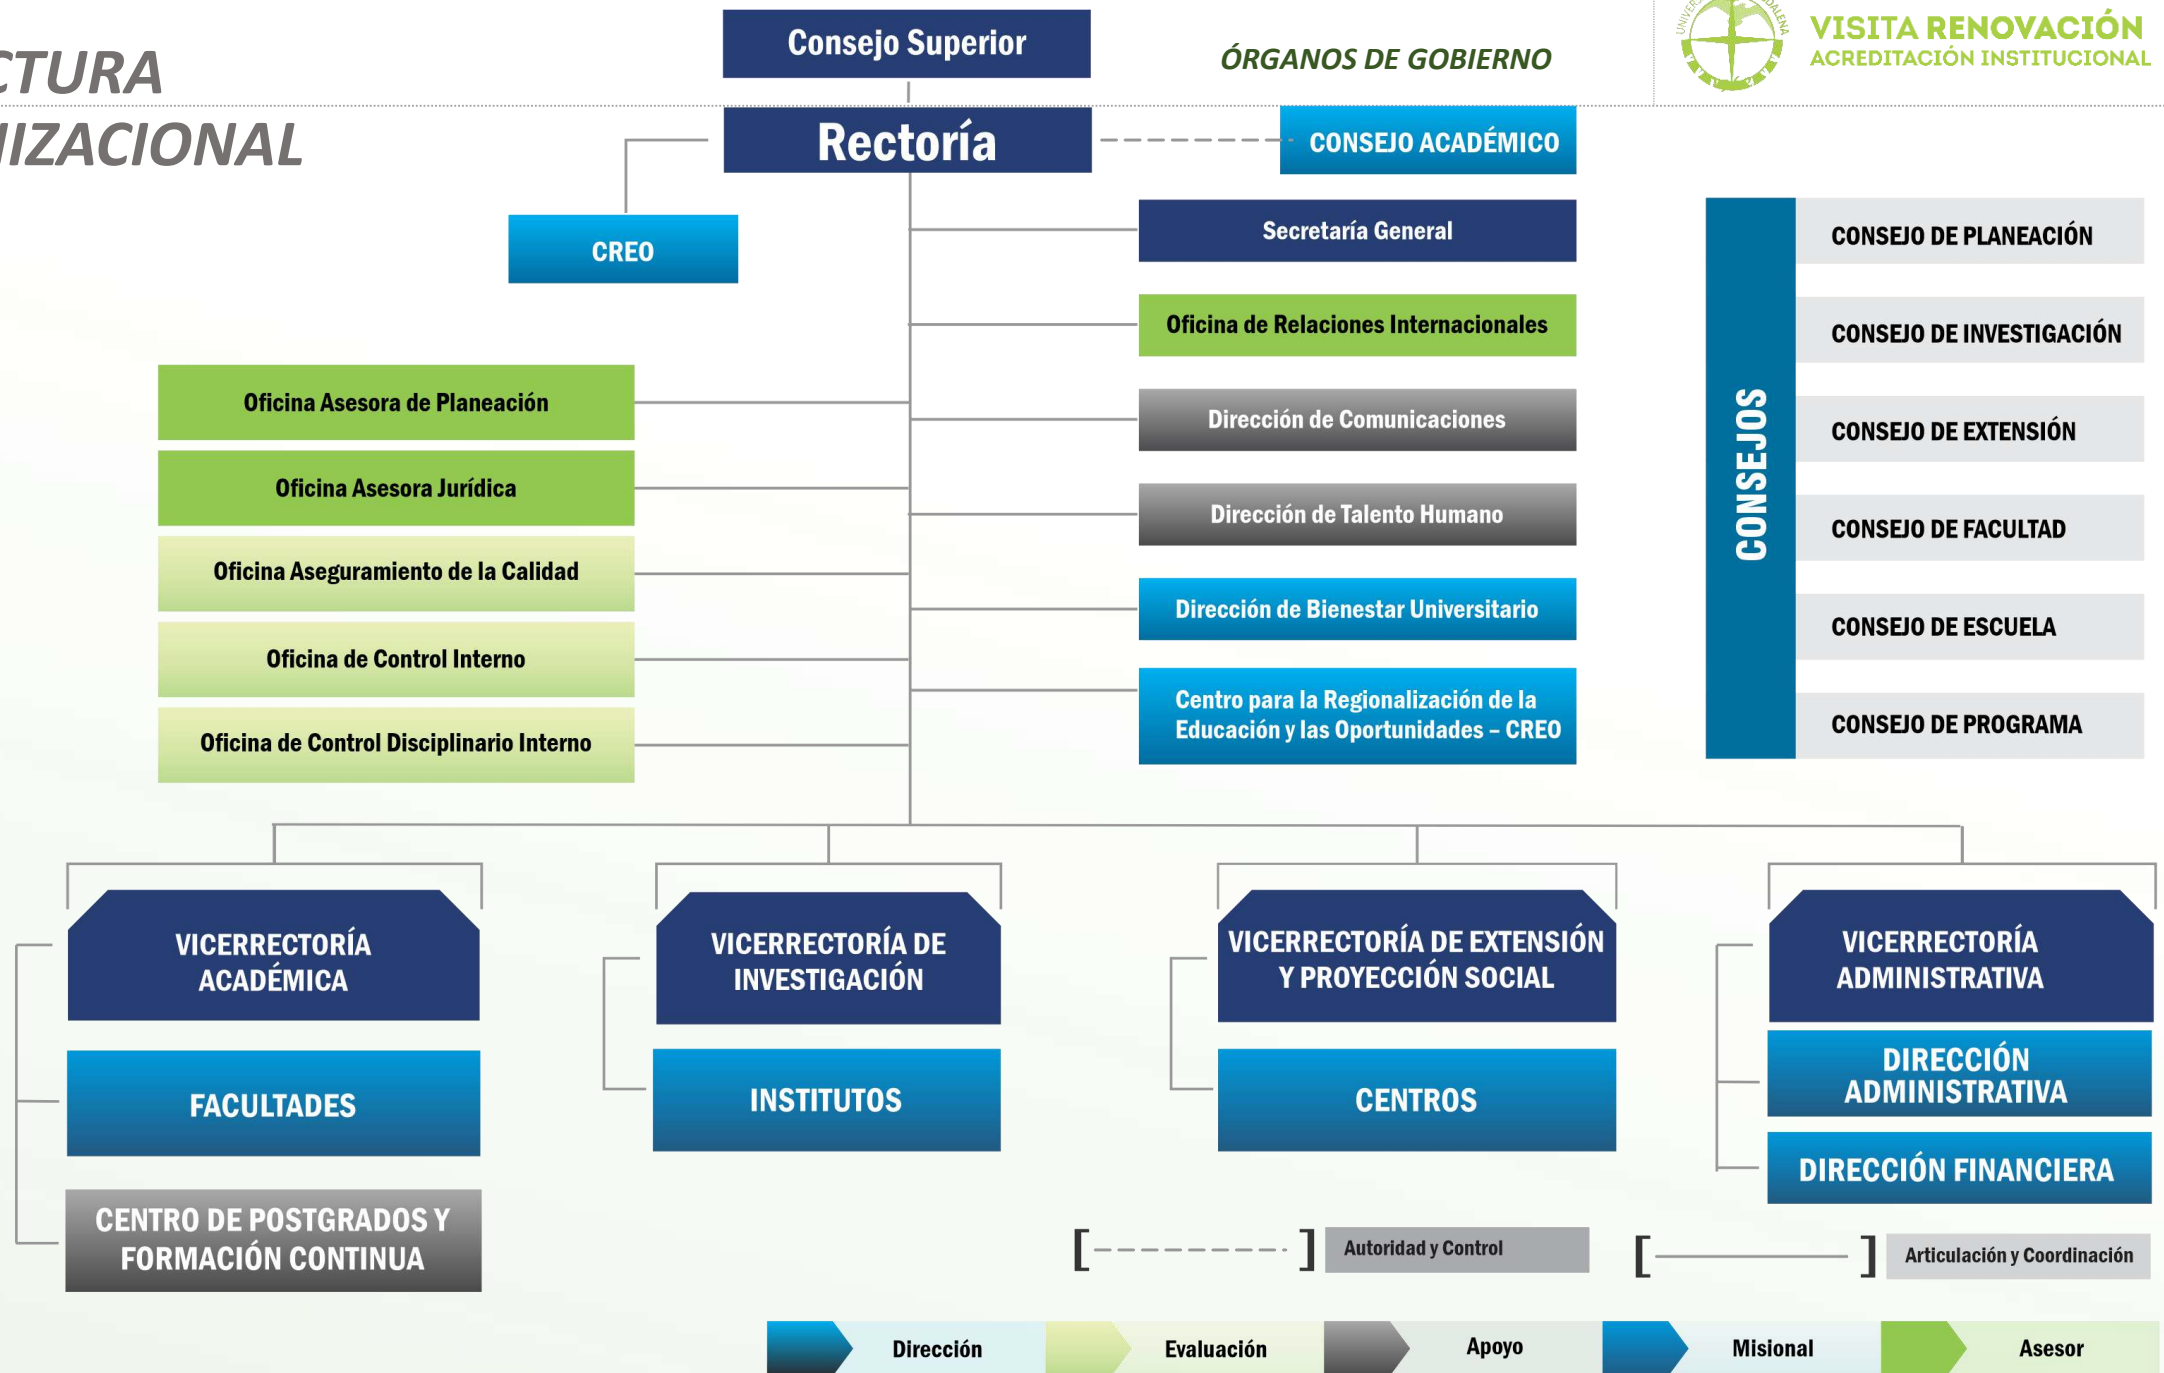 Consejo Superior
ÓRGANOS DE GOBIERNO
VISITA RENOVACIÓN
ACREDITACIÓN INSTITUCIONAL
CTURA
NIZACIONAL
Rectoría
CONSEJO ACADÉMICO
CREO
Secretaría General
Oficina de Relaciones Internacionales
Dirección de Comunicaciones
Dirección de Talento Humano
Dirección de Bienestar Universitario
Centro para la Regionalización de la
Educación y las Oportunidades – CREO
Oficina Asesora de Planeación
Oficina Asesora Jurídica
Oficina Aseguramiento de la Calidad
Oficina de Control Interno
Oficina de Control Disciplinario Interno
CONSEJOS
CONSEJO DE PLANEACIÓN
CONSEJO DE INVESTIGACIÓN
CONSEJO DE EXTENSIÓN
CONSEJO DE FACULTAD
CONSEJO DE ESCUELA
CONSEJO DE PROGRAMA
VICERRECTORÍA
ACADÉMICA
FACULTADES
CENTRO DE POSTGRADOS Y
FORMACIÓN CONTINUA
VICERRECTORÍA DE
INVESTIGACIÓN
INSTITUTOS
VICERRECTORÍA DE EXTENSIÓN
Y PROYECCIÓN SOCIAL
CENTROS
VICERRECTORÍA
ADMINISTRATIVA
DIRECCIÓN
ADMINISTRATIVA
DIRECCIÓN FINANCIERA
[ ] Autoridad y Control
[ ] Articulación y Coordinación
Dirección
Evaluación
Apoyo
Misional
Asesor